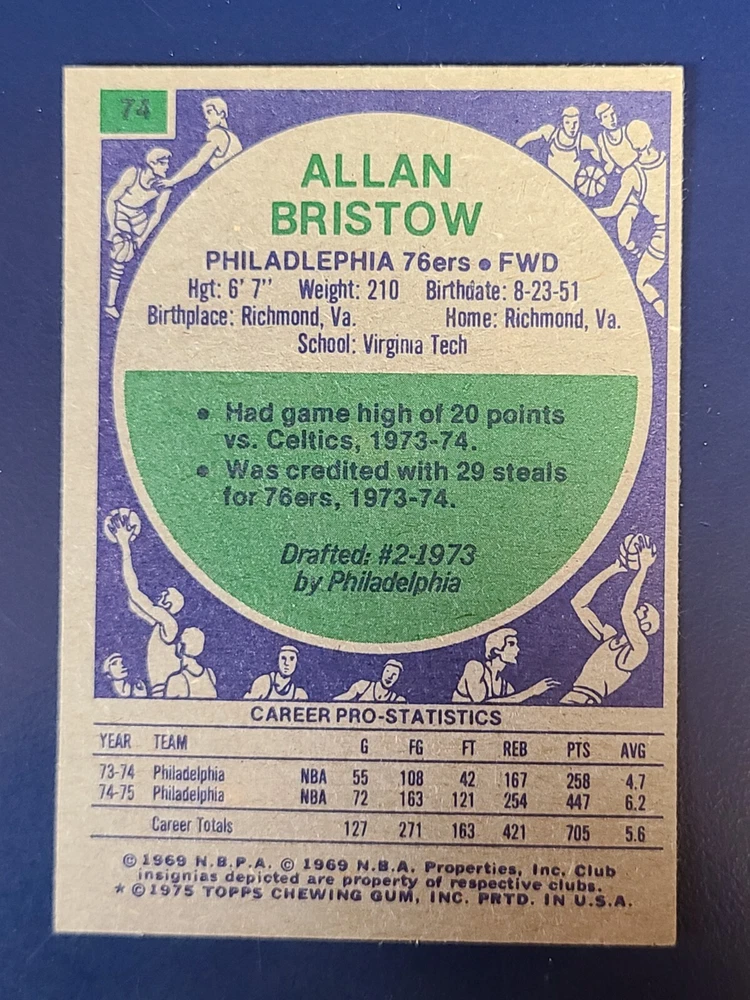 74
ALLAN
BRISTOW
PHILADLEPHIA 76ers • FWD
Hgt: 6' 7" Weight: 210 Birthdate: 8-23-51
Birthplace: Richmond, Va. Home: Richmond, Va.
School: Virginia Tech
• Had game high of 20 points
vs. Celtics, 1973-74.
• Was credited with 29 steals
for 76ers, 1973-74.
Drafted: #2-1973
by Philadelphia
CAREER PRO-STATISTICS
YEAR TEAM G FG FT REB PTS AVG
73-74 Philadelphia NBA 55 108 42 167 258 4.7
74-75 Philadelphia NBA 72 163 121 254 447 6.2
Career Totals 127 271 163 421 705 5.6
© 1969 N.B.P.A. © 1969 N.B.A. Properties, Inc. Club
insignias depicted are property of respective clubs.
* © 1975 TOPPS CHEWING GUM, INC. PRTD. IN U.S.A.